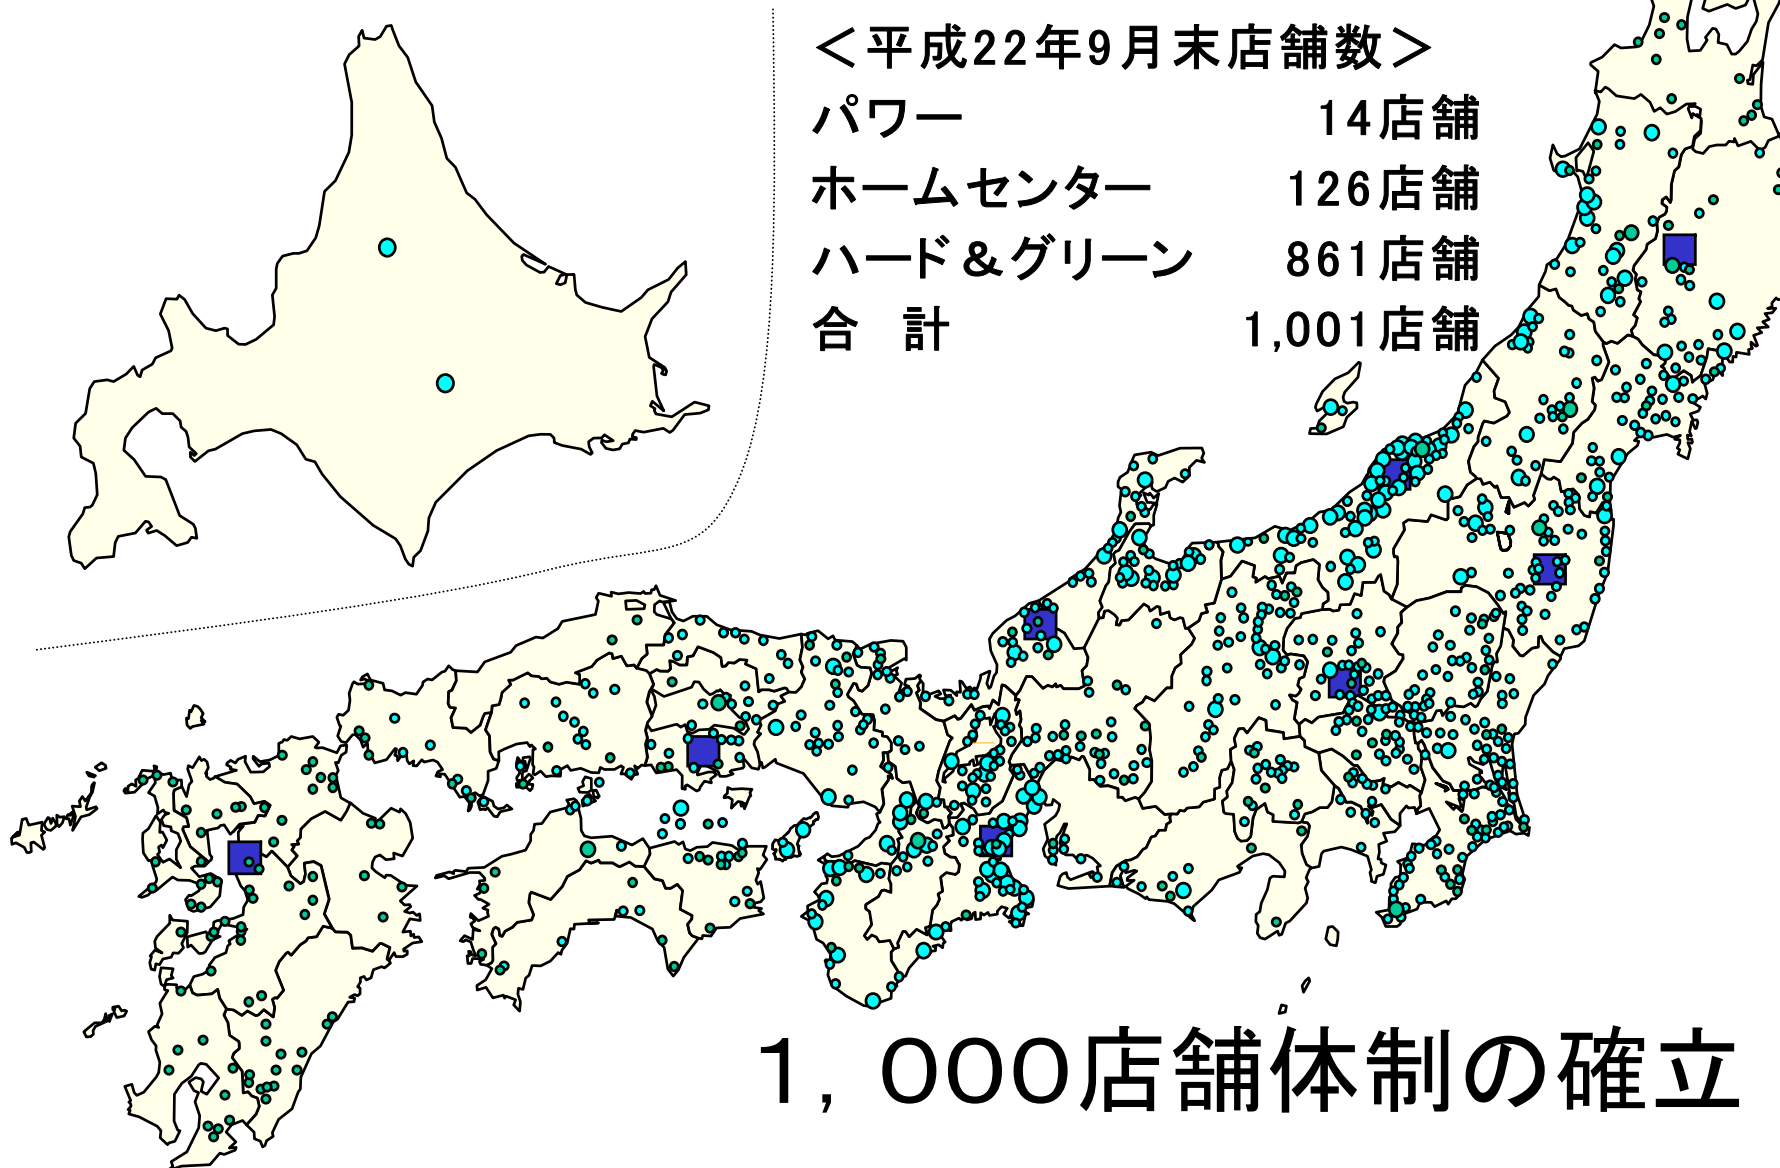 ＜平成22年9月末店舗数＞
パワー 14店舗
ホームセンター 126店舗
ハード＆グリーン 861店舗
合 計 1,001店舗
１，０００店舗体制の確立